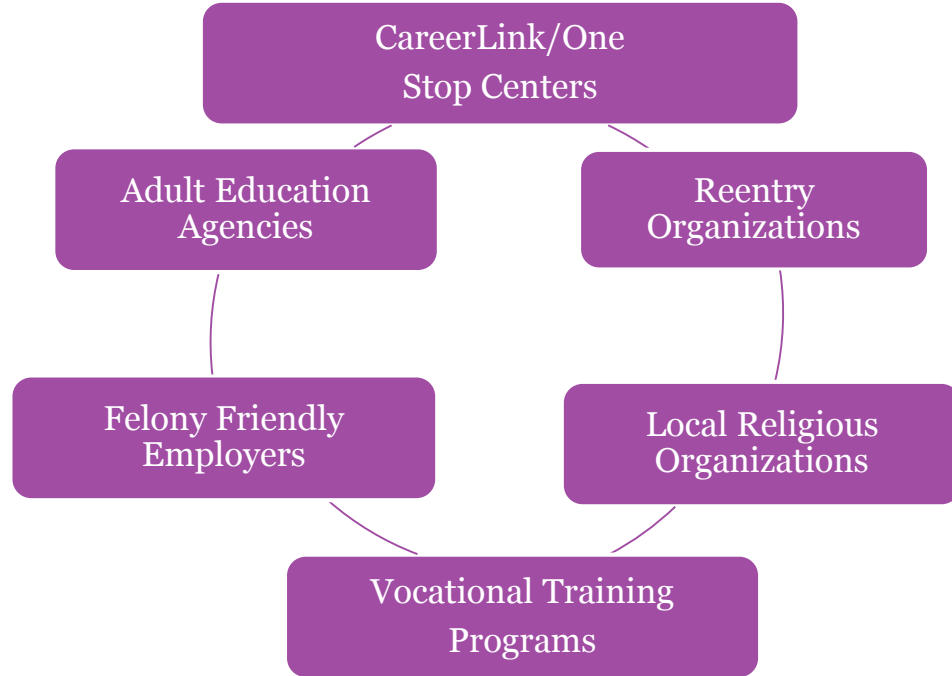 CareerLink/One
Stop Centers
Adult Education
Agencies
Reentry
Organizations
Felony Friendly
Employers
Local Religious
Organizations
Vocational Training
Programs